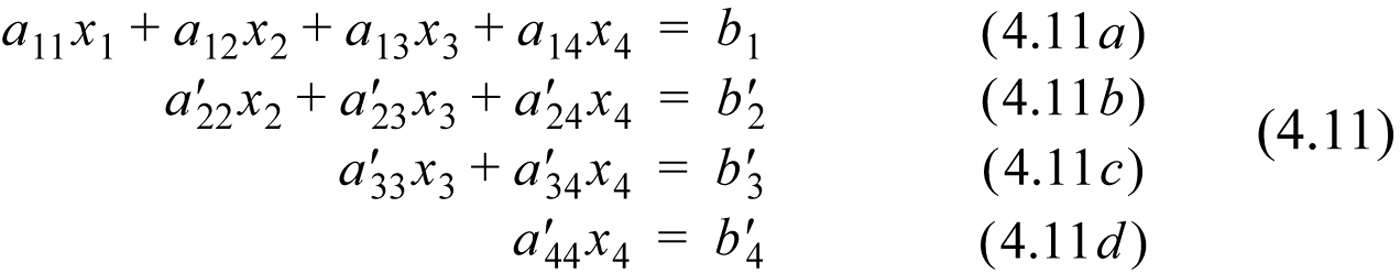 a₁₁x₁ + a₁₂x₂ + a₁₃x₃ + a₁₄x₄ = b₁ (4.11a)
a′₂₂x₂ + a′₂₃x₃ + a′₂₄x₄ = b′₂ (4.11b)
(4.11)
a′₃₃x₃ + a′₃₄x₄ = b′₃ (4.11c)
a′₄₄x₄ = b′₄ (4.11d)